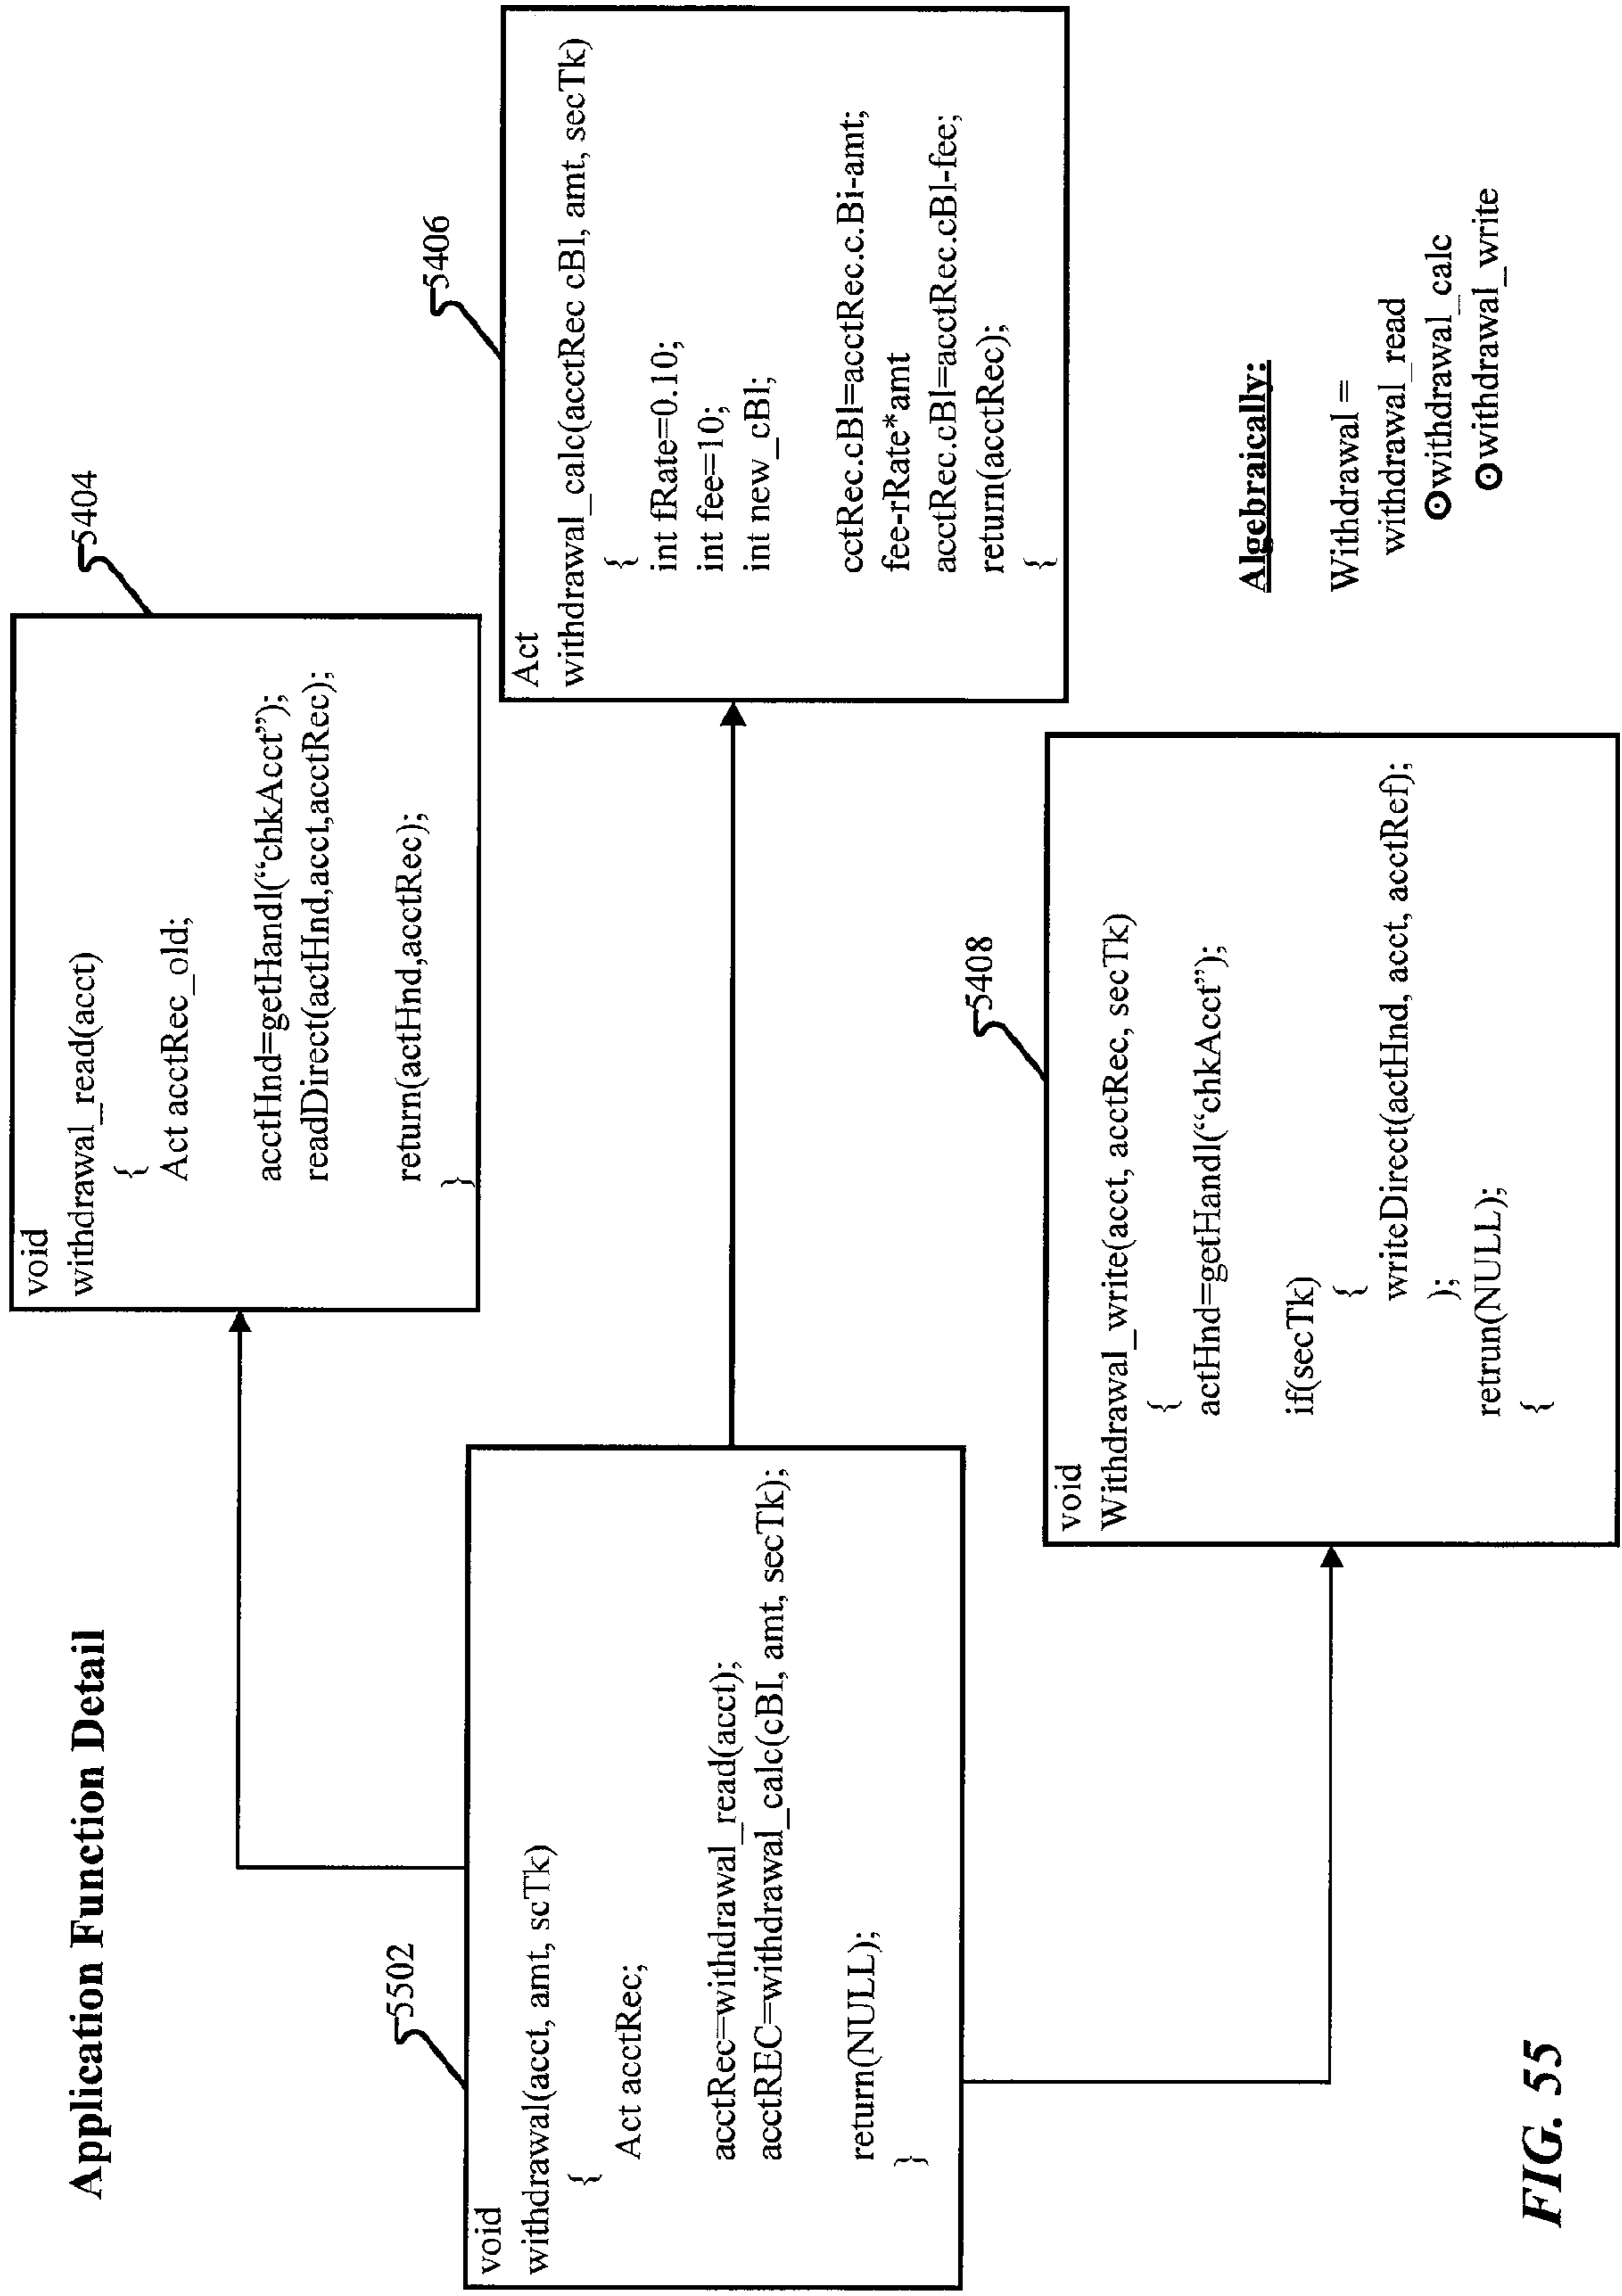 Application Function Detail
5502
void
withdrawal(acct, amt, scTk)
{
Act acctRec;
acctRec=withdrawal_read(acct);
acctREC=withdrawal_calc(cBI, amt, secTk);
return(NULL);
}
5404
void
withdrawal_read(acct)
{
Act acctRec_old;
acctHnd=getHandl("chkAcct");
readDirect(actHnd,acct,acctRec);
return(actHnd,acctRec);
}
5406
Act
withdrawal_calc(acctRec cBl, amt, secTk)
{
int fRate=0.10;
int fee=10;
int new_cBl;
cctRec.cBl=acctRec.c.Bi-amt;
fee-rRate*amt
acctRec.cBl=acctRec.cBl-fee;
return(acctRec);
{
5408
void
Withdrawal_write(acct, acctRec, secTk)
{
actHnd=getHandl("chkAcct");
if(secTk)
{
writeDirect(actHnd, acct, acctRef);
);
retrun(NULL);
{
Algebraically:
Withdrawal =
withdrawal_read
⊙withdrawal_calc
⊙withdrawal_write
FIG. 55